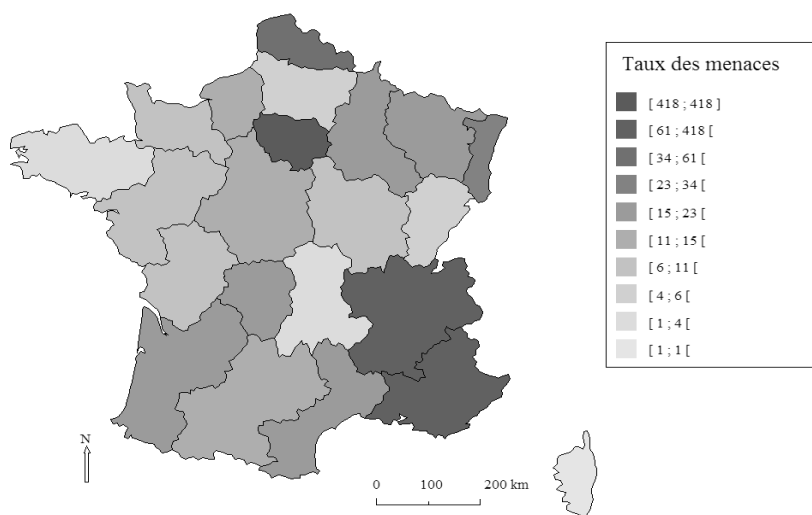 Taux des menaces
[ 418 ; 418 ]
[ 61 ; 418 [
[ 34 ; 61 [
[ 23 ; 34 [
[ 15 ; 23 [
[ 11 ; 15 [
[ 6 ; 11 [
[ 4 ; 6 [
[ 1 ; 4 [
[ 1 ; 1 [
N
0 100 200 km